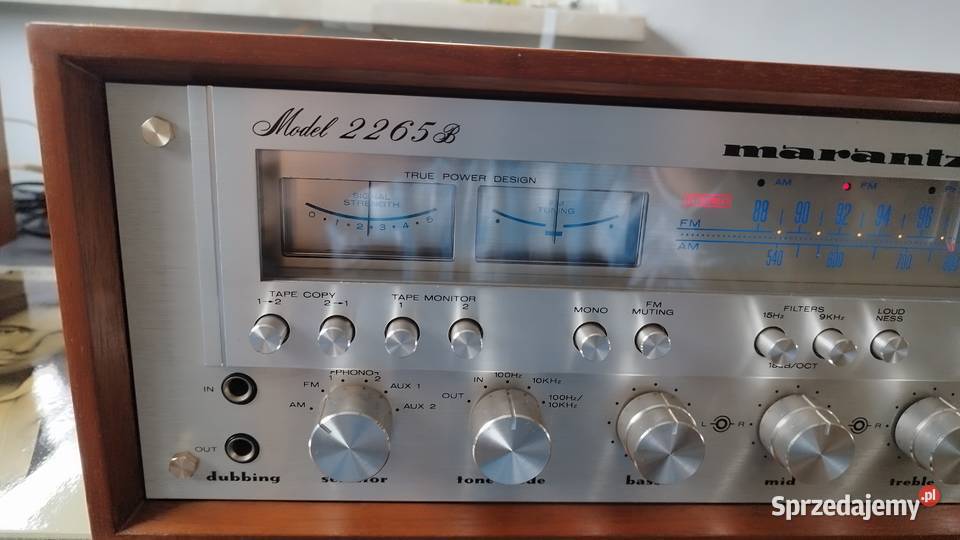 Model 2265B
marantz
TRUE POWER DESIGN
SIGNAL
STRENGTH
0 1 2 3 4 5
TUNING
AM FM
STEREO
FM 88 90 92 94 96
AM 540 600 700
TAPE COPY
1→2 2→1
TAPE MONITOR
1 2
MONO
FM
MUTING
FILTERS
15Hz 9KHz
18dB/OCT
LOUD
NESS
IN
OUT
dubbing
PHONO
1 2
FM AUX 1
AM AUX 2
selector
100Hz
IN 10KHz
OUT 100Hz/
10KHz
tone mode
bass
L R
mid
L R
treble
Sprzedajemy.pl